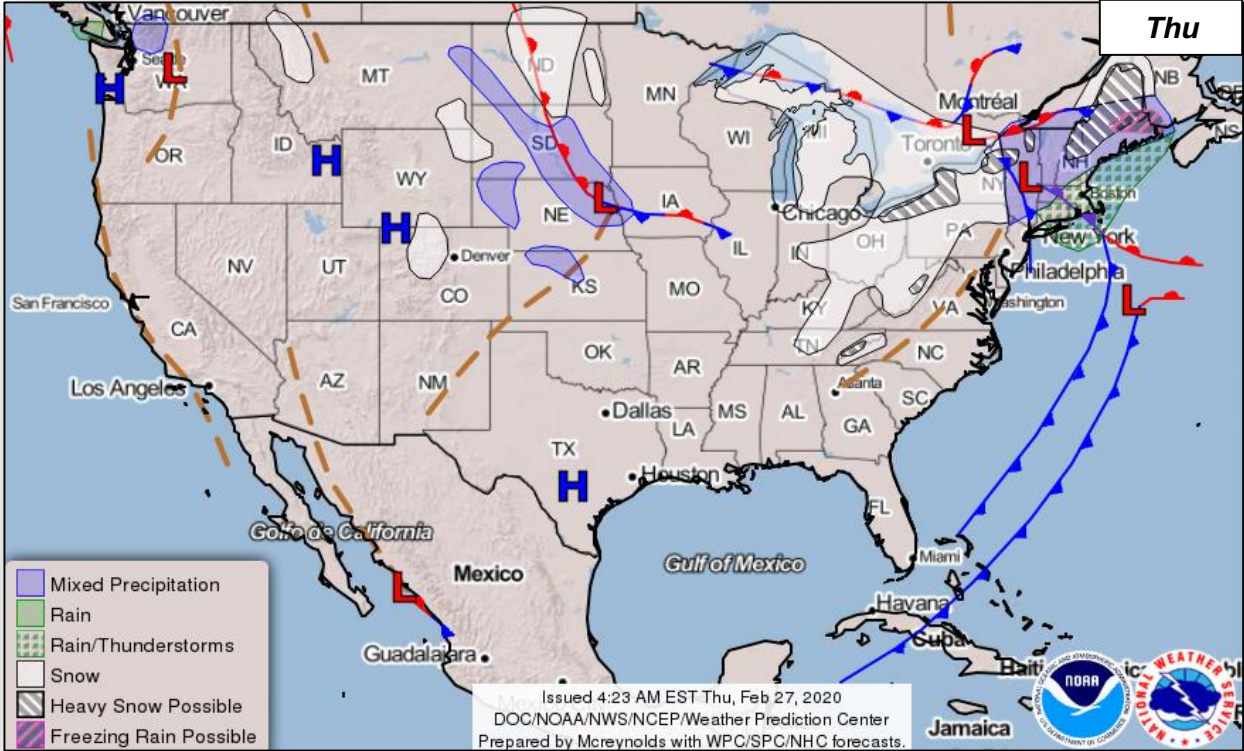 Thu
Vancouver
Seattle
WA
MT
ND
MN
Montréal
NB
NS
OR
ID
WY
SD
WI
MI
Toronto
NY
NH
Boston
NE
IA
Chicago
New York
NV
UT
Denver
CO
KS
MO
IL
IN
OH
PA
Philadelphia
Washington
San Francisco
CA
KY
VA
Los Angeles
AZ
NM
OK
AR
TN
NC
Atlanta
SC
Dallas
LA
MS
AL
GA
TX
Houston
FL
Golfo de California
Mexico
Gulf of Mexico
Miami
Havana
Cuba
Guadalajara
Haiti
Jamaica
H
H
H
H
L
L
L
L
L
L
Mixed Precipitation
Rain
Rain/Thunderstorms
Snow
Heavy Snow Possible
Freezing Rain Possible
Issued 4:23 AM EST Thu, Feb 27, 2020
DOC/NOAA/NWS/NCEP/Weather Prediction Center
Prepared by Mcreynolds with WPC/SPC/NHC forecasts.
NOAA
NATIONAL WEATHER SERVICE